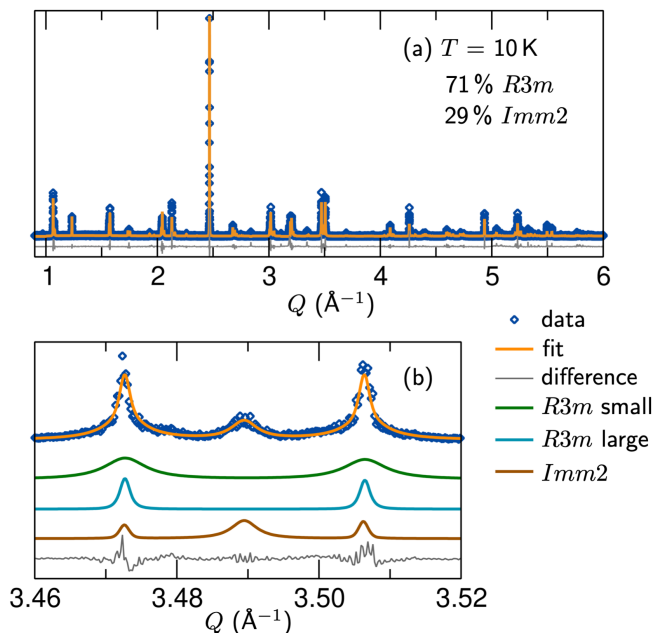 (a) T = 10 K
71 % R3m
29 % Imm2
1 2 3 4 5 6
Q (Å⁻¹)
data
fit
difference
R3m small
R3m large
Imm2
(b)
3.46 3.48 3.50 3.52
Q (Å⁻¹)